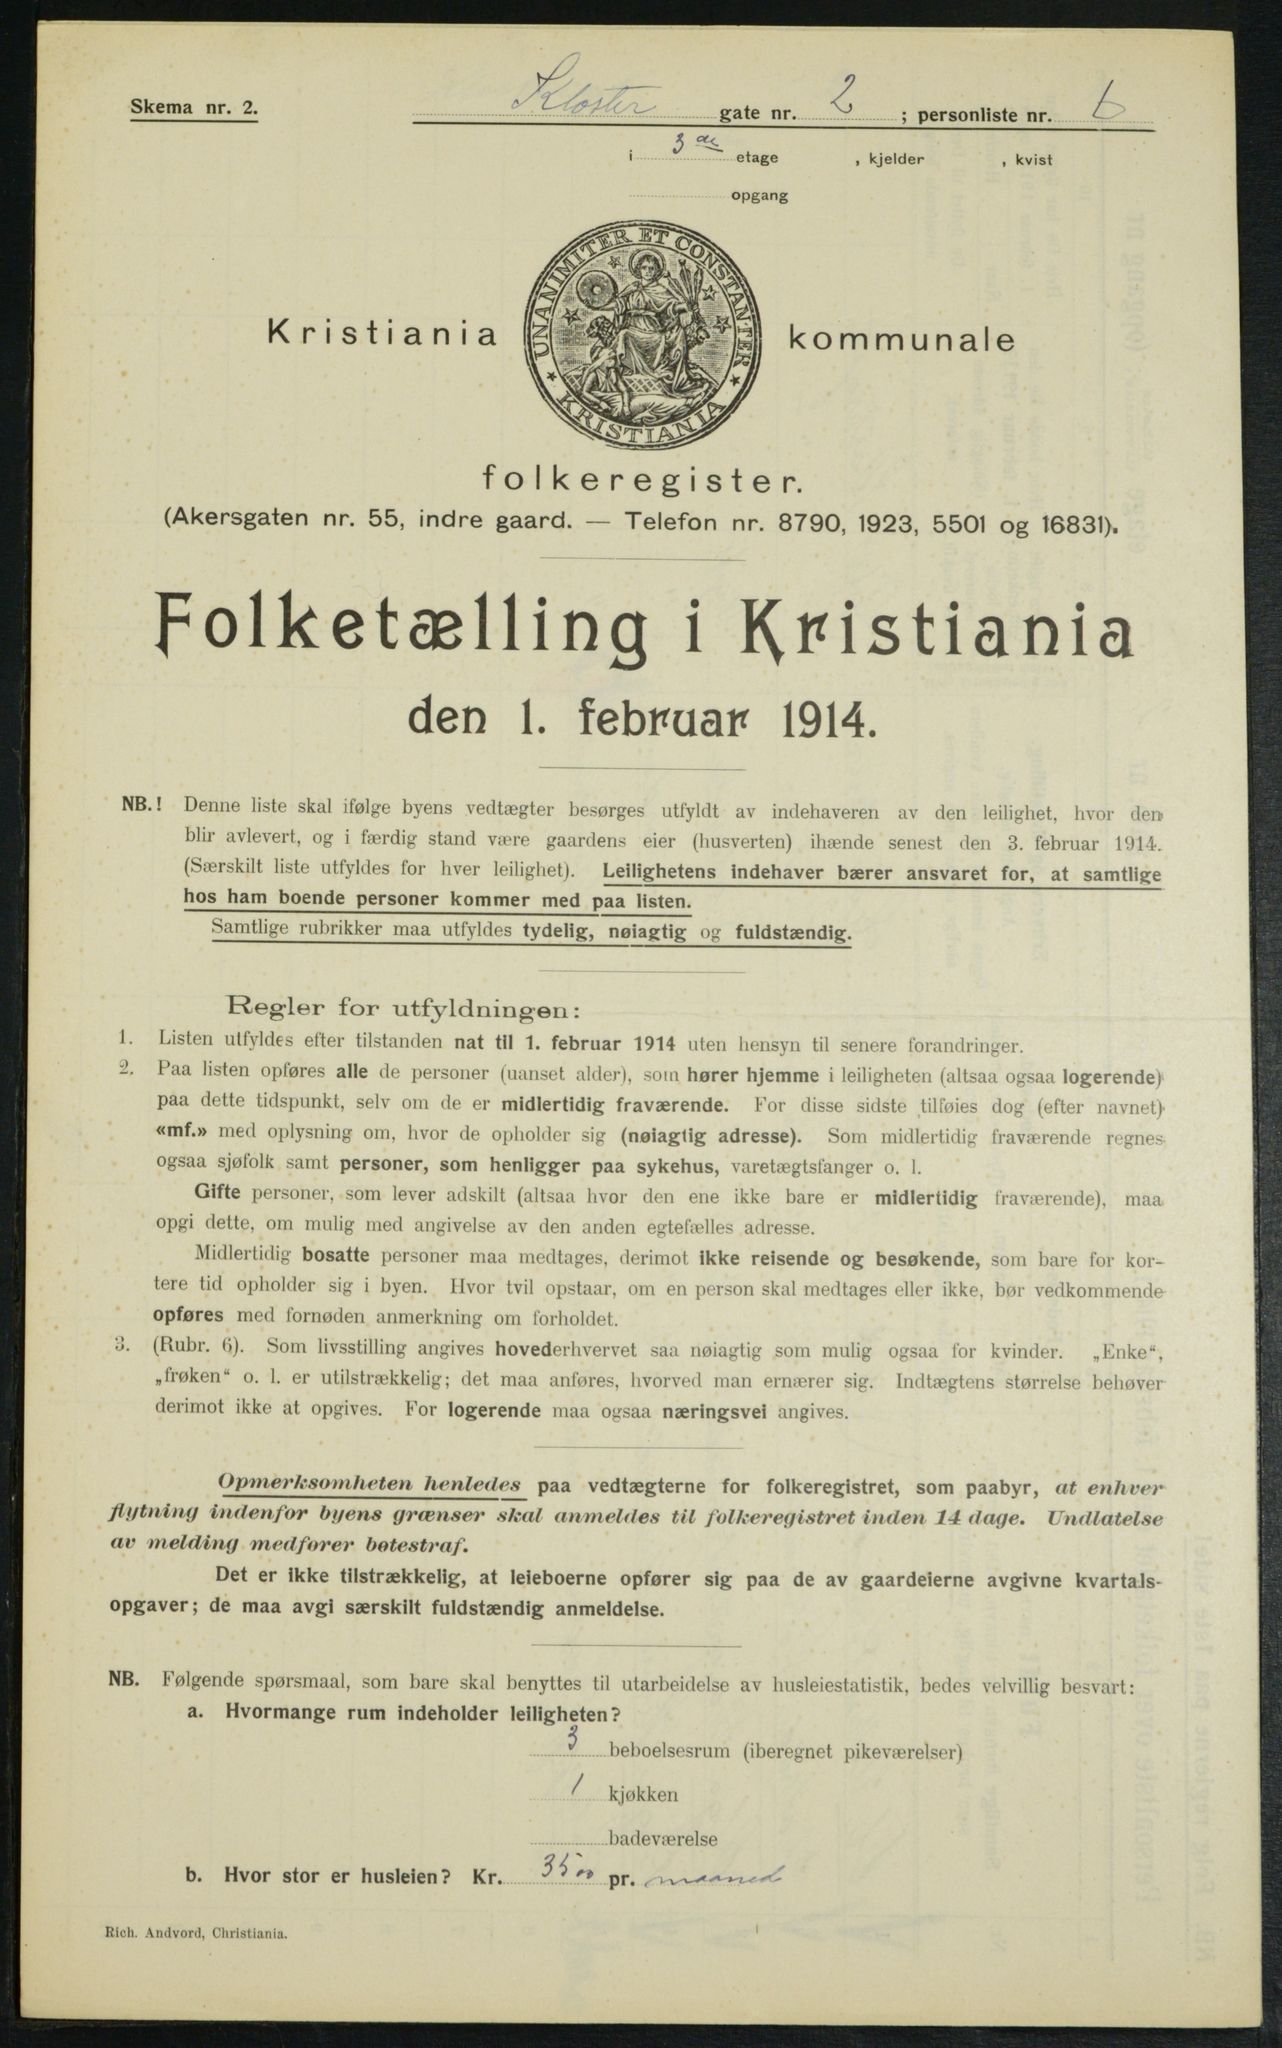 Skema nr. 2.
Kloster gate nr. 2 ; personliste nr. 6
i 3de etage , kjelder , kvist
opgang
UNANIMITER ET CONSTANTER
KRISTIANIA
Kristiania kommunale
folkeregister.
(Akersgaten nr. 55, indre gaard. — Telefon nr. 8790, 1923, 5501 og 16831).
Folketælling i Kristiania
den 1. februar 1914.
NB.! Denne liste skal ifølge byens vedtægter besørges utfyldt av indehaveren av den leilighet, hvor den
blir avlevert, og i færdig stand være gaardens eier (husverten) ihænde senest den 3. februar 1914.
(Særskilt liste utfyldes for hver leilighet). Leilighetens indehaver bærer ansvaret for, at samtlige
hos ham boende personer kommer med paa listen.
Samtlige rubrikker maa utfyldes tydelig, nøiagtig og fuldstændig.
Regler for utfyldningen:
1. Listen utfyldes efter tilstanden nat til 1. februar 1914 uten hensyn til senere forandringer.
2. Paa listen opføres alle de personer (uanset alder), som hører hjemme i leiligheten (altsaa ogsaa logerende)
paa dette tidspunkt, selv om de er midlertidig fraværende. For disse sidste tilføies dog (efter navnet)
«mf.» med oplysning om, hvor de opholder sig (nøiagtig adresse). Som midlertidig fraværende regnes
ogsaa sjøfolk samt personer, som henligger paa sykehus, varetægtsfanger o. l.
Gifte personer, som lever adskilt (altsaa hvor den ene ikke bare er midlertidig fraværende), maa
opgi dette, om mulig med angivelse av den anden egtefælles adresse.
Midlertidig bosatte personer maa medtages, derimot ikke reisende og besøkende, som bare for kor-
tere tid opholder sig i byen. Hvor tvil opstaar, om en person skal medtages eller ikke, bør vedkommende
opføres med fornøden anmerkning om forholdet.
3. (Rubr. 6). Som livsstilling angives hovederhvervet saa nøiagtig som mulig ogsaa for kvinder. „Enke“,
„frøken“ o. l. er utilstrækkelig; det maa anføres, hvorved man ernærer sig. Indtægtens størrelse behøver
derimot ikke at opgives. For logerende maa ogsaa næringsvei angives.
Opmerksomheten henledes paa vedtægterne for folkeregistret, som paabyr, at enhver
flytning indenfor byens grænser skal anmeldes til folkeregistret inden 14 dage. Undlatelse
av melding medfører bøtestraf.
Det er ikke tilstrækkelig, at leieboerne opfører sig paa de av gaardeierne avgivne kvartals-
opgaver; de maa avgi særskilt fuldstændig anmeldelse.
NB. Følgende spørsmaal, som bare skal benyttes til utarbeidelse av husleiestatistik, bedes velvillig besvart:
a. Hvormange rum indeholder leiligheten?
3 beboelsesrum (iberegnet pikeværelser)
1 kjøkken
badeværelse
b. Hvor stor er husleien? Kr. 35 00 pr. maaned
Rich. Andvord, Christiania.